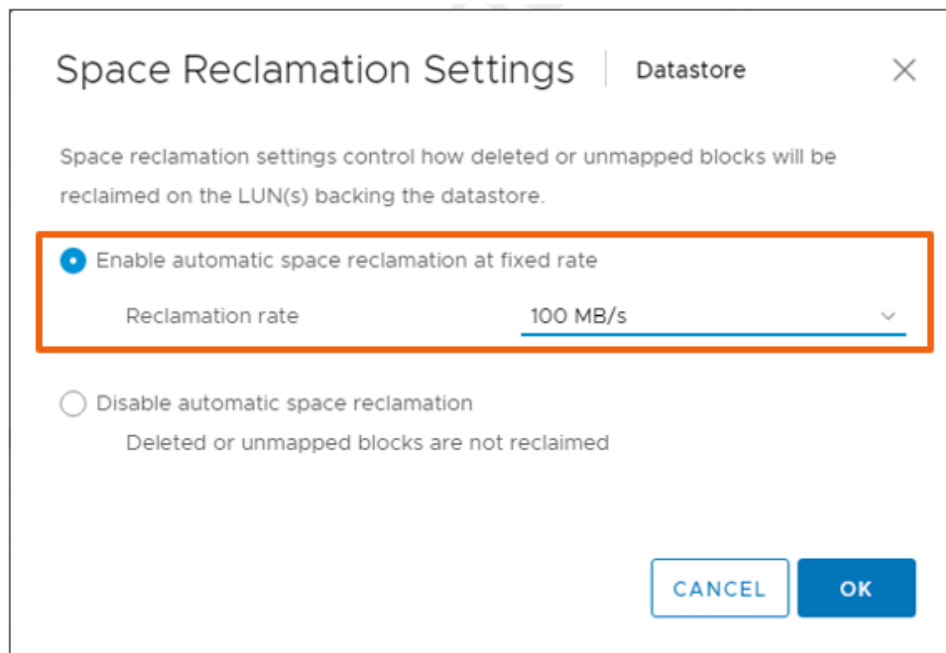 Space Reclamation Settings Datastore
Space reclamation settings control how deleted or unmapped blocks will be
reclaimed on the LUN(s) backing the datastore.
Enable automatic space reclamation at fixed rate
Reclamation rate 100 MB/s
Disable automatic space reclamation
Deleted or unmapped blocks are not reclaimed
CANCEL OK